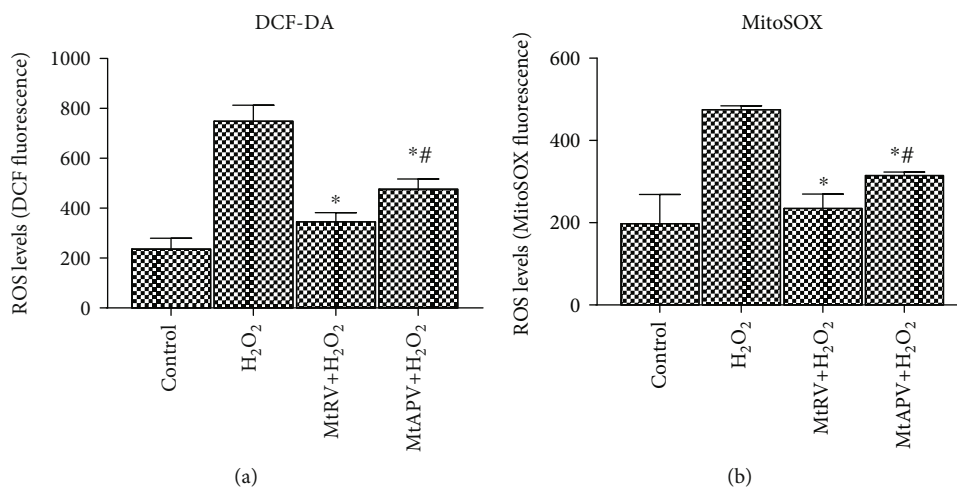 DCF-DA
ROS levels (DCF fluorescence)
1000
800
600
400
200
0
*
*#
Control
H₂O₂
MtRV+H₂O₂
MtAPV+H₂O₂
(a)
MitoSOX
ROS levels (MitoSOX fluorescence)
600
400
200
0
*
*#
Control
H₂O₂
MtRV+H₂O₂
MtAPV+H₂O₂
(b)